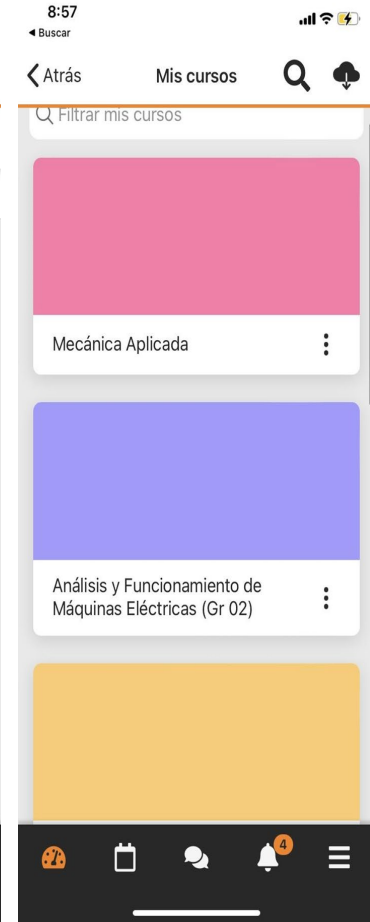 8:57
◀ Buscar
Atrás
Mis cursos
Filtrar mis cursos
Mecánica Aplicada
Análisis y Funcionamiento de
Máquinas Eléctricas (Gr 02)
4